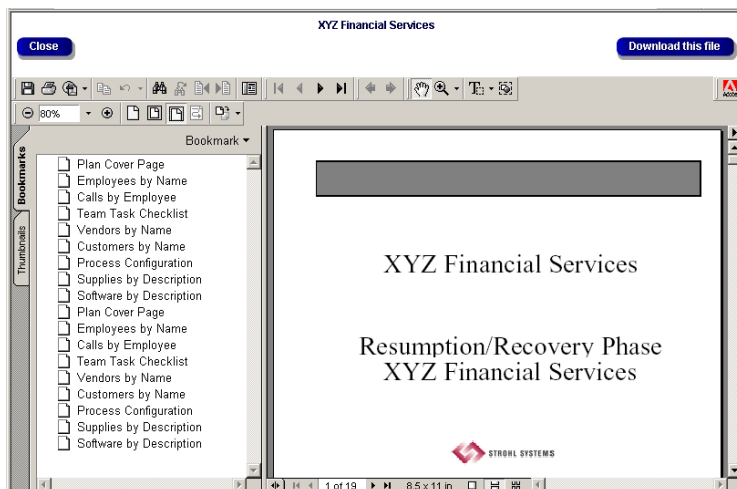 XYZ Financial Services
Close
Download this file
Adobe
80%
Bookmark
Bookmarks
Thumbnails
Plan Cover Page
Employees by Name
Calls by Employee
Team Task Checklist
Vendors by Name
Customers by Name
Process Configuration
Supplies by Description
Software by Description
Plan Cover Page
Employees by Name
Calls by Employee
Team Task Checklist
Vendors by Name
Customers by Name
Process Configuration
Supplies by Description
Software by Description
XYZ Financial Services
Resumption/Recovery Phase
XYZ Financial Services
STROHL SYSTEMS
1 of 19
8.5 x 11 in